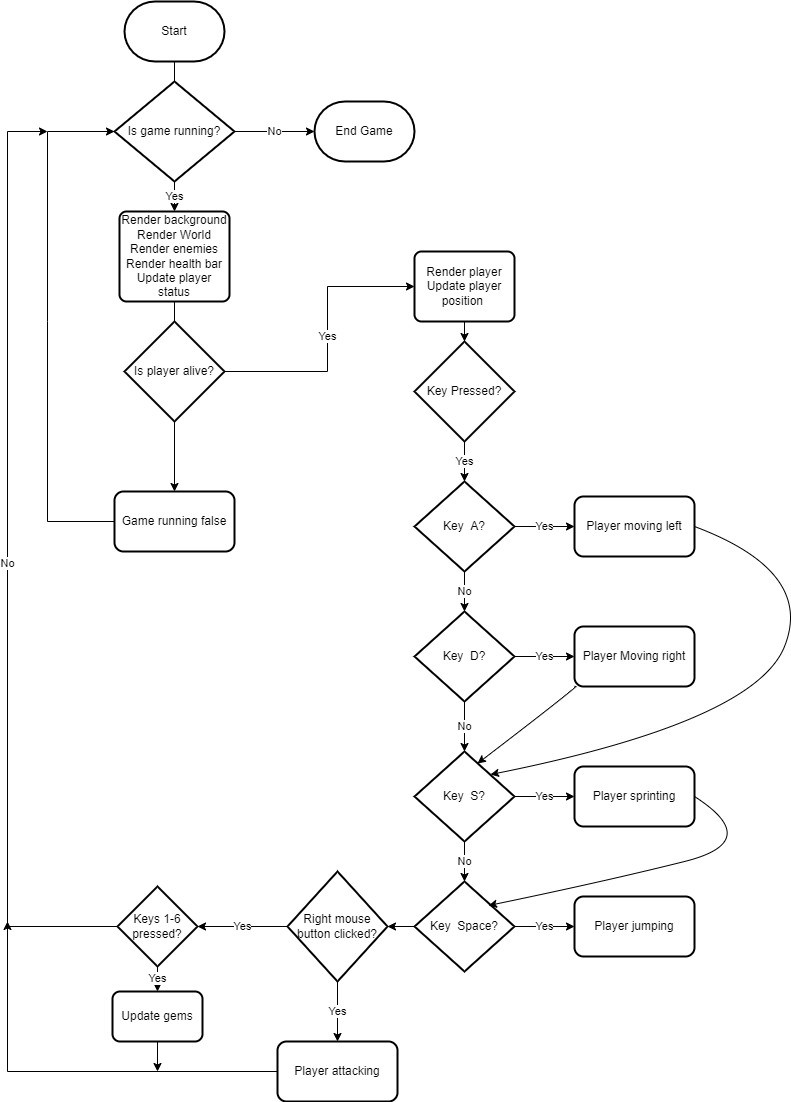 Start
Is game running?
No
End Game
Yes
Render background
Render World
Render enemies
Render health bar
Update player
status
Is player alive?
Yes
Render player
Update player
position
Key Pressed?
Yes
Game running false
Key A?
Yes
Player moving left
No
No
Key D?
Yes
Player Moving right
No
Key S?
Yes
Player sprinting
No
Key Space?
Yes
Player jumping
Right mouse
button clicked?
Yes
Keys 1-6
pressed?
Yes
Update gems
Yes
Player attacking